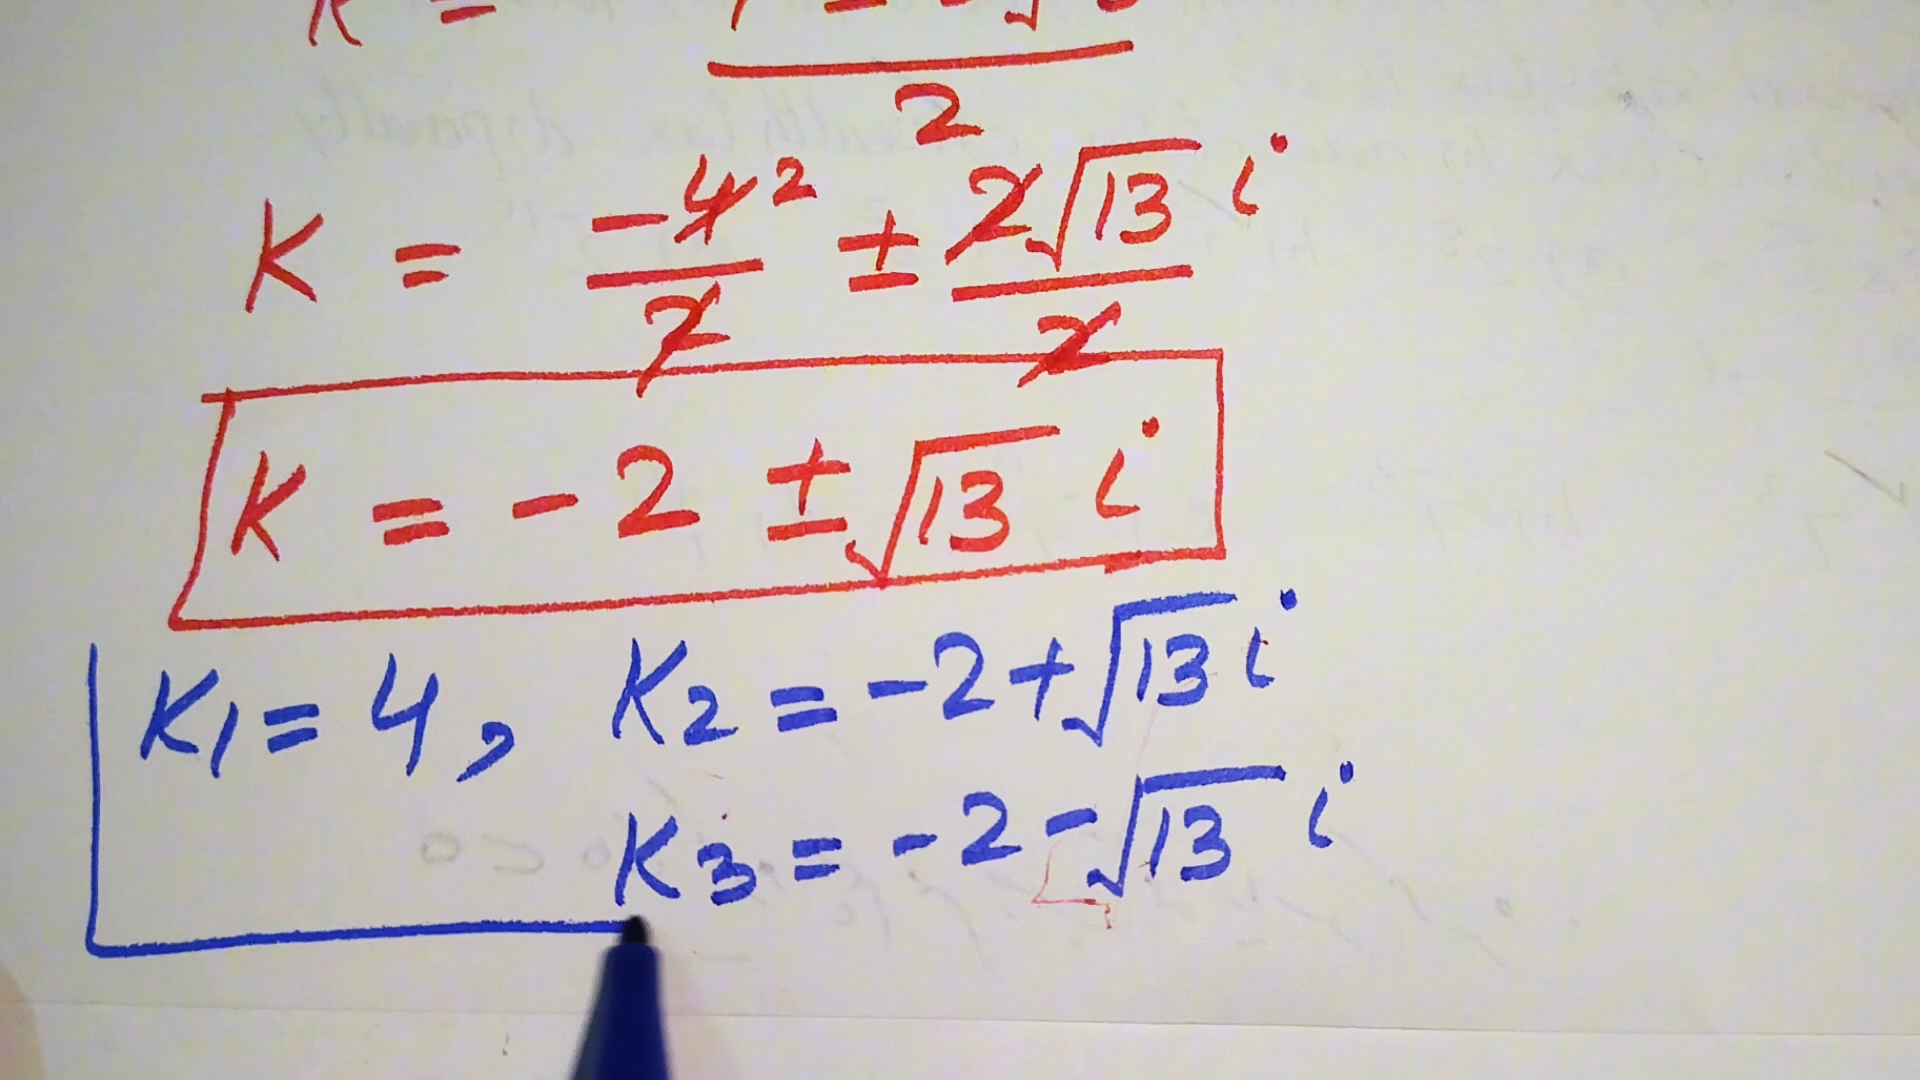 2
K = -4²/2 ± 2√13 i/2
K = -2 ± √13 i
K1 = 4, K2 = -2 + √13 i
K3 = -2 - √13 i